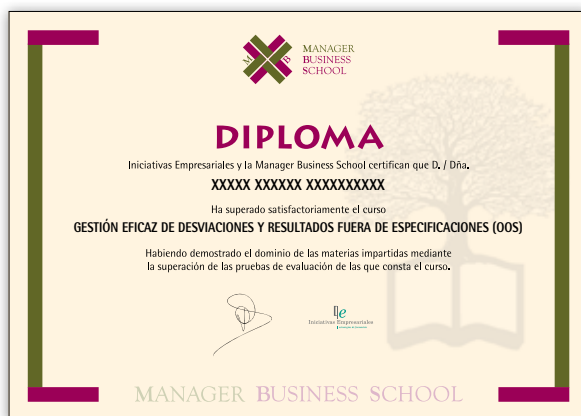 M B
MANAGER
BUSINESS
SCHOOL
DIPLOMA
Iniciativas Empresariales y la Manager Business School certifican que D. / Dña.
XXXXX XXXXXX XXXXXXXXXX
Ha superado satisfactoriamente el curso
GESTIÓN EFICAZ DE DESVIACIONES Y RESULTADOS FUERA DE ESPECIFICACIONES (OOS)
Habiendo demostrado el dominio de las materias impartidas mediante
la superación de las pruebas de evaluación de las que consta el curso.
Ie
Iniciativas Empresariales
MANAGER BUSINESS SCHOOL